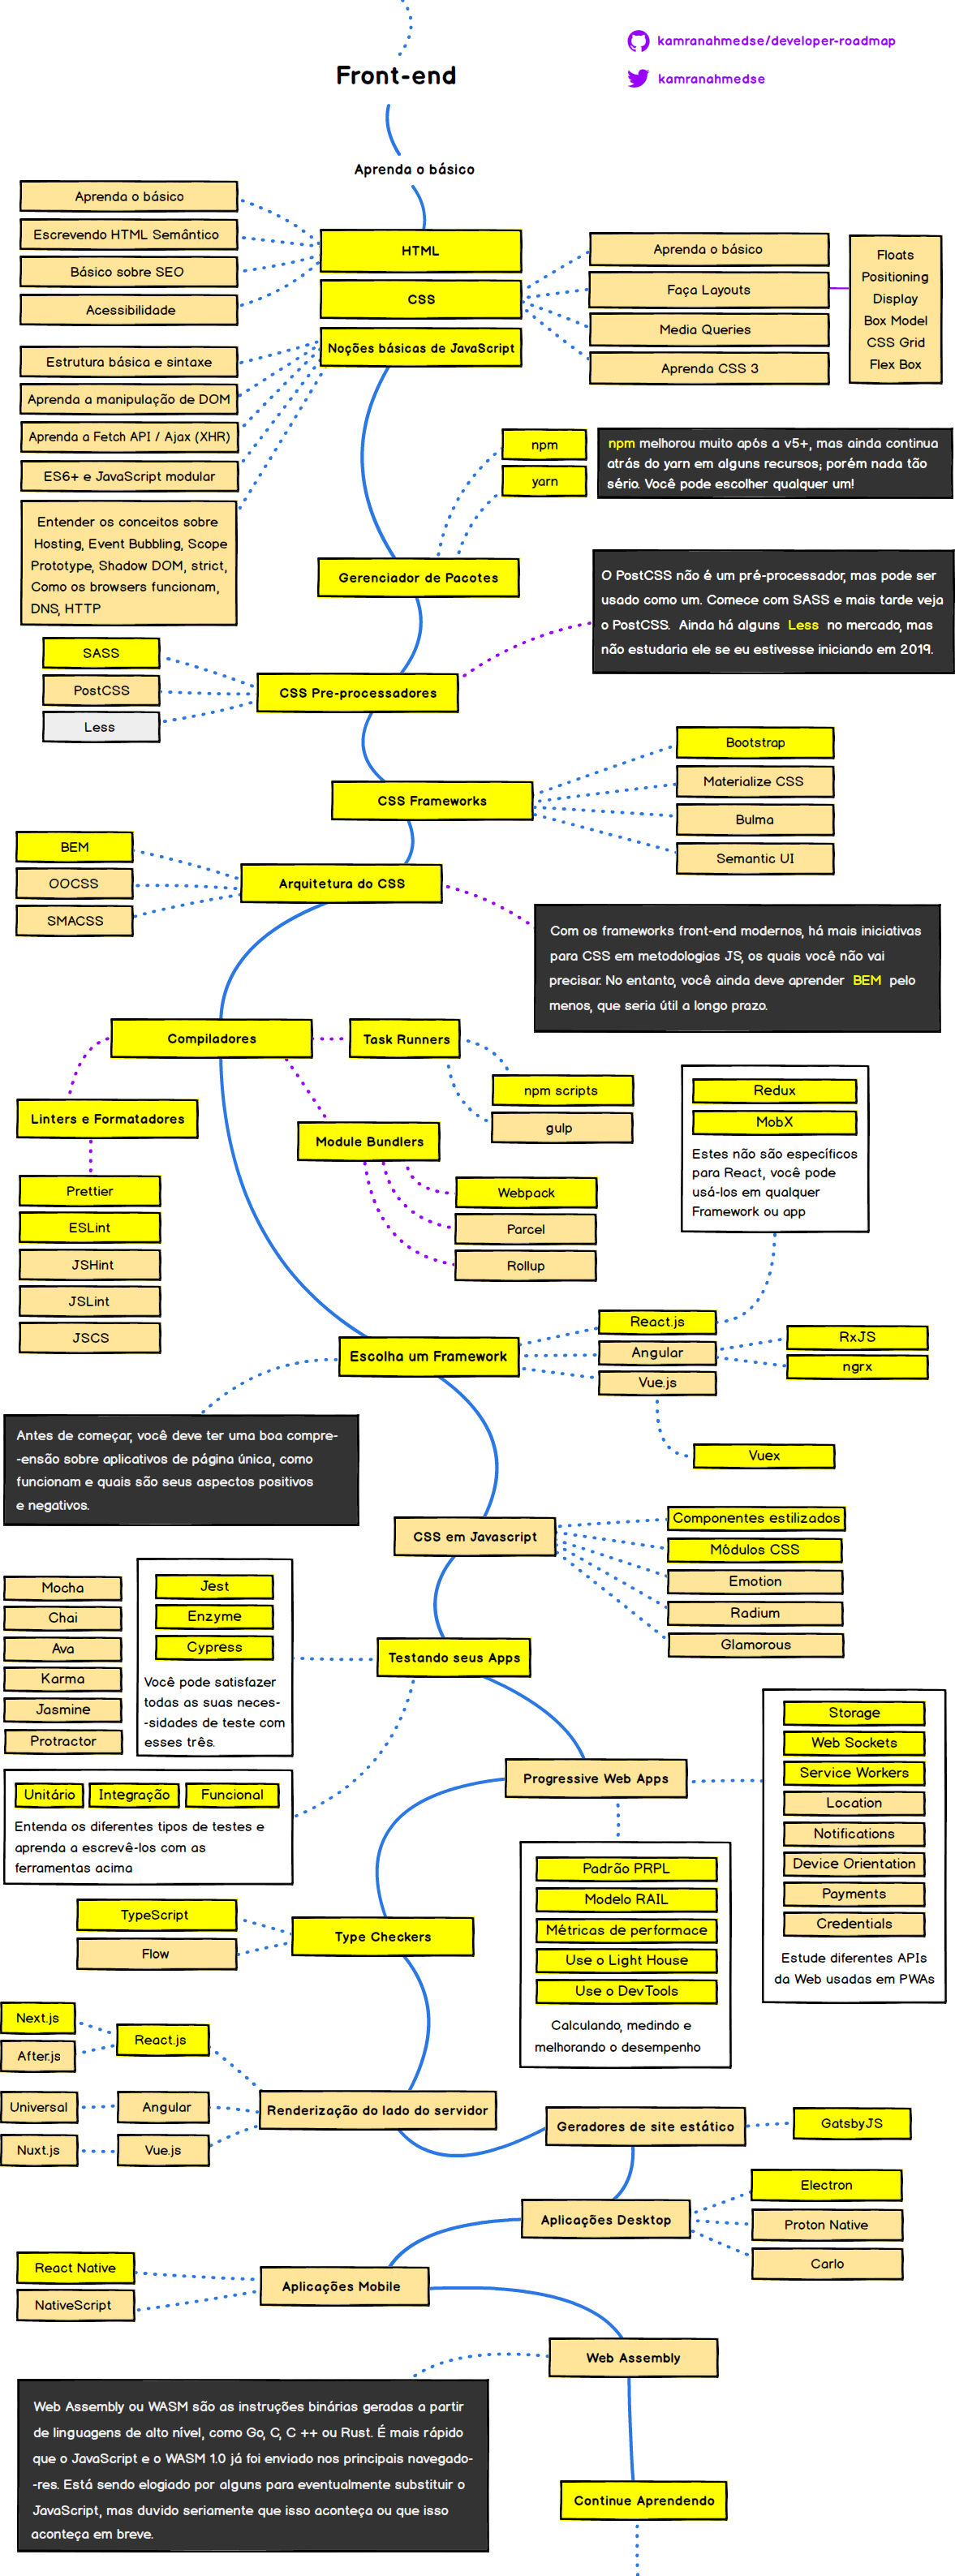 kamranahmedse/developer-roadmap
kamranahmedse
Front-end
Aprenda o básico
Aprenda o básico
Escrevendo HTML Semântico
Básico sobre SEO
Acessibilidade
HTML
CSS
Noções básicas de JavaScript
Aprenda o básico
Faça Layouts
Media Queries
Aprenda CSS 3
Floats
Positioning
Display
Box Model
CSS Grid
Flex Box
Estrutura básica e sintaxe
Aprenda a manipulação de DOM
Aprenda a Fetch API / Ajax (XHR)
ES6+ e JavaScript modular
Entender os conceitos sobre
Hosting, Event Bubbling, Scope
Prototype, Shadow DOM, strict,
Como os browsers funcionam,
DNS, HTTP
npm
yarn
npm melhorou muito após a v5+, mas ainda continua
atrás do yarn em alguns recursos; porém nada tão
sério. Você pode escolher qualquer um!
Gerenciador de Pacotes
O PostCSS não é um pré-processador, mas pode ser
usado como um. Comece com SASS e mais tarde veja
o PostCSS. Ainda há alguns Less no mercado, mas
não estudaria ele se eu estivesse iniciando em 2019.
SASS
PostCSS
Less
CSS Pre-processadores
CSS Frameworks
Bootstrap
Materialize CSS
Bulma
Semantic UI
BEM
OOCSS
SMACSS
Arquitetura do CSS
Com os frameworks front-end modernos, há mais iniciativas
para CSS em metodologias JS, os quais você não vai
precisar. No entanto, você ainda deve aprender BEM pelo
menos, que seria útil a longo prazo.
Compiladores
Task Runners
npm scripts
gulp
Linters e Formatadores
Module Bundlers
Prettier
ESLint
JSHint
JSLint
JSCS
Webpack
Parcel
Rollup
Redux
MobX
Estes não são específicos
para React, você pode
usá-los em qualquer
Framework ou app
Escolha um Framework
React.js
Angular
Vue.js
RxJS
ngrx
Vuex
Antes de começar, você deve ter uma boa compre-
-ensão sobre aplicativos de página única, como
funcionam e quais são seus aspectos positivos
e negativos.
CSS em Javascript
Componentes estilizados
Módulos CSS
Emotion
Radium
Glamorous
Mocha
Chai
Ava
Karma
Jasmine
Protractor
Jest
Enzyme
Cypress
Você pode satisfazer
todas as suas neces-
-sidades de teste com
esses três.
Testando seus Apps
Unitário
Integração
Funcional
Entenda os diferentes tipos de testes e
aprenda a escrevê-los com as
ferramentas acima
Progressive Web Apps
Storage
Web Sockets
Service Workers
Location
Notifications
Device Orientation
Payments
Credentials
Estude diferentes APIs
da Web usadas em PWAs
Padrão PRPL
Modelo RAIL
Métricas de performace
Use o Light House
Use o DevTools
Calculando, medindo e
melhorando o desempenho
TypeScript
Flow
Type Checkers
Next.js
After.js
React.js
Universal
Angular
Nuxt.js
Vue.js
Renderização do lado do servidor
Geradores de site estático
GatsbyJS
Aplicações Desktop
Electron
Proton Native
Carlo
React Native
NativeScript
Aplicações Mobile
Web Assembly
Web Assembly ou WASM são as instruções binárias geradas a partir
de linguagens de alto nível, como Go, C, C ++ ou Rust. É mais rápido
que o JavaScript e o WASM 1.0 já foi enviado nos principais navegado-
-res. Está sendo elogiado por alguns para eventualmente substituir o
JavaScript, mas duvido seriamente que isso aconteça ou que isso
aconteça em breve.
Continue Aprendendo